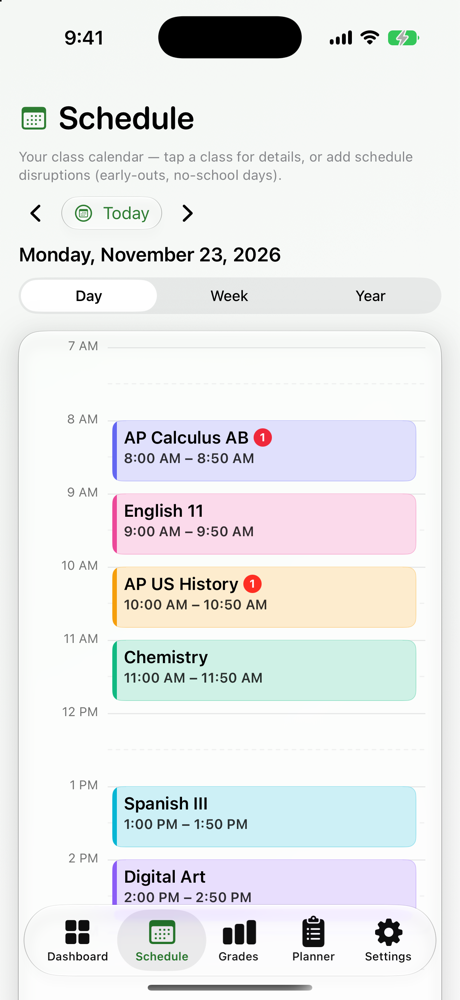 9:41
Schedule
Your class calendar — tap a class for details, or add schedule
disruptions (early-outs, no-school days).
Today
Monday, November 23, 2026
Day Week Year
7 AM
8 AM
AP Calculus AB 1
8:00 AM – 8:50 AM
9 AM
English 11
9:00 AM – 9:50 AM
10 AM
AP US History 1
10:00 AM – 10:50 AM
11 AM
Chemistry
11:00 AM – 11:50 AM
12 PM
1 PM
Spanish III
1:00 PM – 1:50 PM
2 PM
Digital Art
2:00 PM – 2:50 PM
Dashboard Schedule Grades Planner Settings